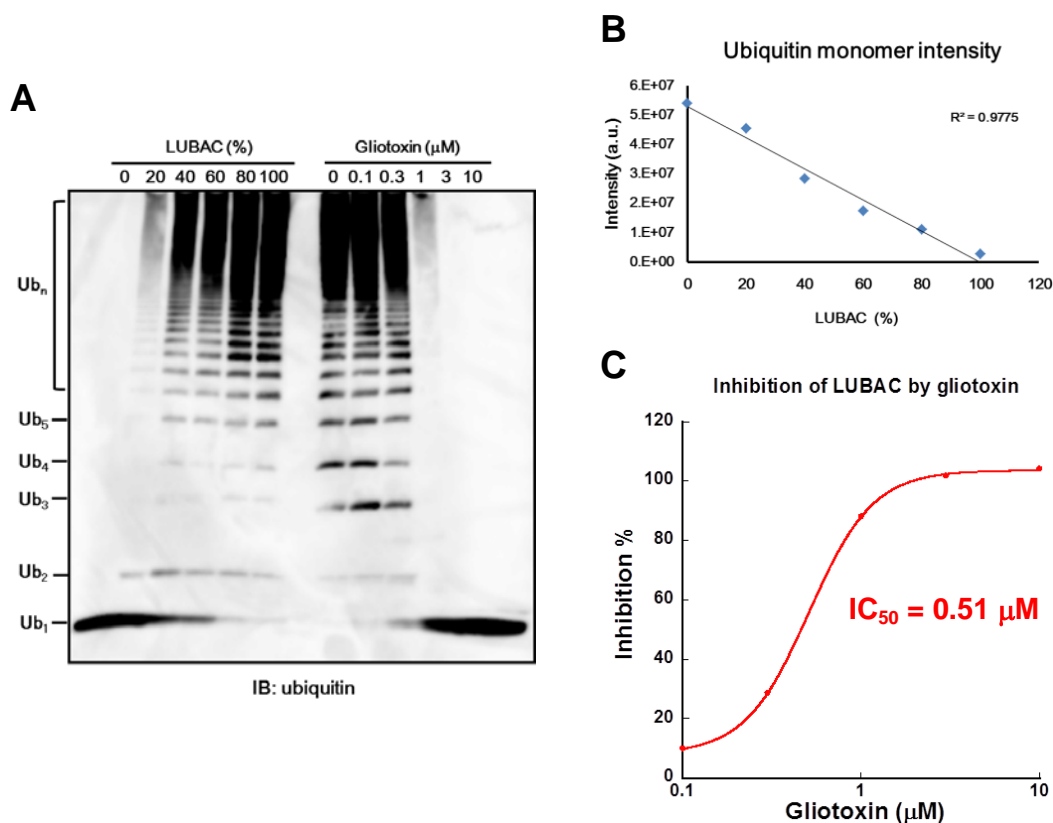 A
LUBAC (%) Gliotoxin (μM)
0 20 40 60 80 100 0 0.1 0.3 1 3 10
Ubn
Ub5
Ub4
Ub3
Ub2
Ub1
IB: ubiquitin
B
Ubiquitin monomer intensity
6.E+07
5.E+07
4.E+07
3.E+07
2.E+07
1.E+07
0.E+00
Intensity (a.u.)
R² = 0.9775
0 20 40 60 80 100 120
LUBAC (%)
C
Inhibition of LUBAC by gliotoxin
120
100
80
60
40
20
0
Inhibition %
IC50 = 0.51 μM
0.1 1 10
Gliotoxin (μM)